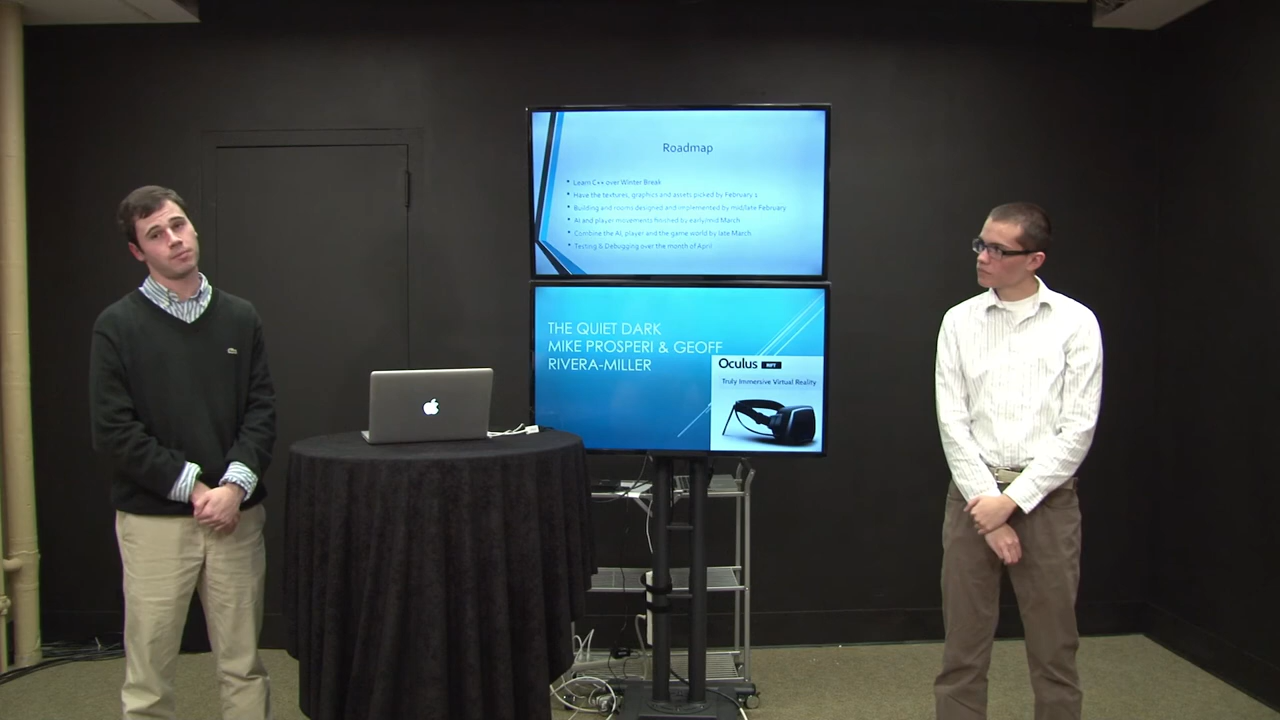 Roadmap
• Learn C++ over Winter Break
• Have the textures, graphics and assets picked by February 1
• Building and rooms designed and implemented by mid/late February
• AI and player movements finished by early/mid March
• Combine the AI, player and the game world by late March.
• Testing & Debugging over the month of April
THE QUIET DARK
MIKE PROSPERI & GEOFF
RIVERA-MILLER
Oculus RIFT
Truly Immersive Virtual Reality